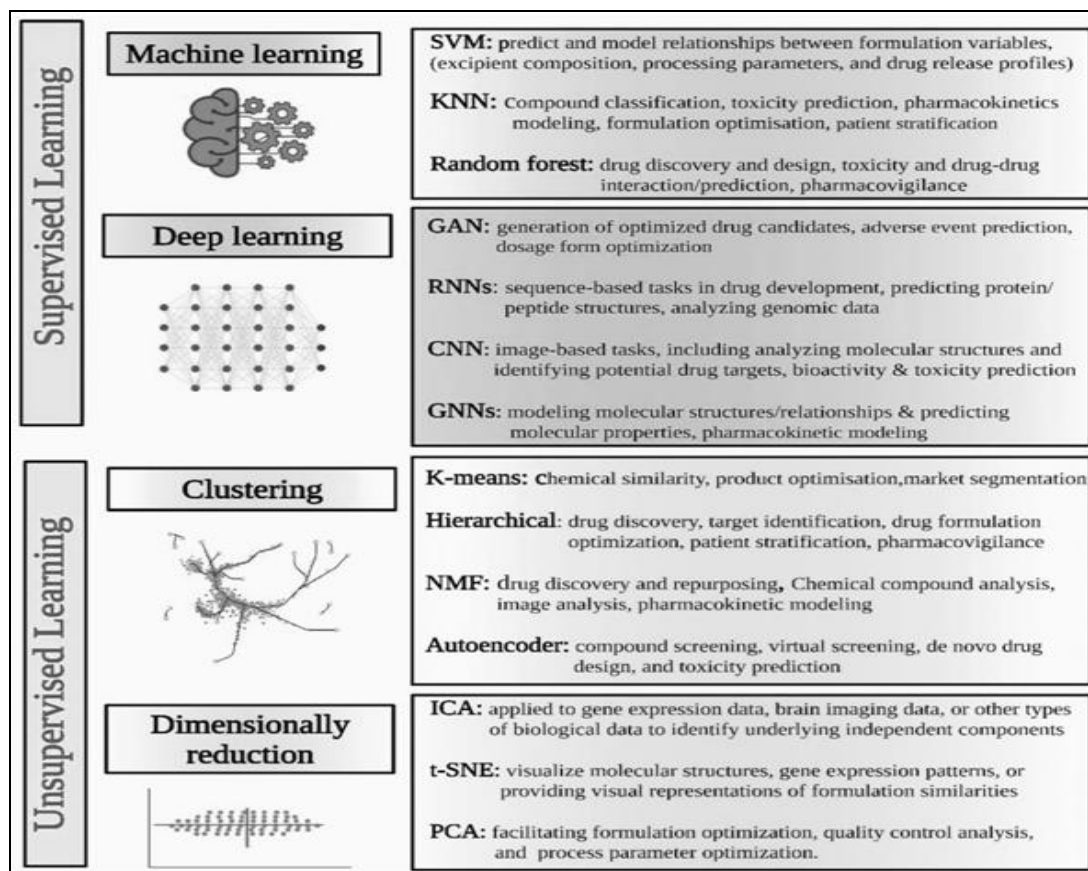 Supervised Learning
Machine learning
SVM: predict and model relationships between formulation variables,
(excipient composition, processing parameters, and drug release profiles)
KNN: Compound classification, toxicity prediction, pharmacokinetics
modeling, formulation optimisation, patient stratification
Random forest: drug discovery and design, toxicity and drug-drug
interaction/prediction, pharmacovigilance
Deep learning
GAN: generation of optimized drug candidates, adverse event prediction,
dosage form optimization
RNNs: sequence-based tasks in drug development, predicting protein/
peptide structures, analyzing genomic data
CNN: image-based tasks, including analyzing molecular structures and
identifying potential drug targets, bioactivity & toxicity prediction
GNNs: modeling molecular structures/relationships & predicting
molecular properties, pharmacokinetic modeling
Unsupervised Learning
Clustering
K-means: chemical similarity, product optimisation,market segmentation
Hierarchical: drug discovery, target identification, drug formulation
optimization, patient stratification, pharmacovigilance
NMF: drug discovery and repurposing, Chemical compound analysis,
image analysis, pharmacokinetic modeling
Autoencoder: compound screening, virtual screening, de novo drug
design, and toxicity prediction
Dimensionally
reduction
ICA: applied to gene expression data, brain imaging data, or other types
of biological data to identify underlying independent components
t-SNE: visualize molecular structures, gene expression patterns, or
providing visual representations of formulation similarities
PCA: facilitating formulation optimization, quality control analysis,
and process parameter optimization.